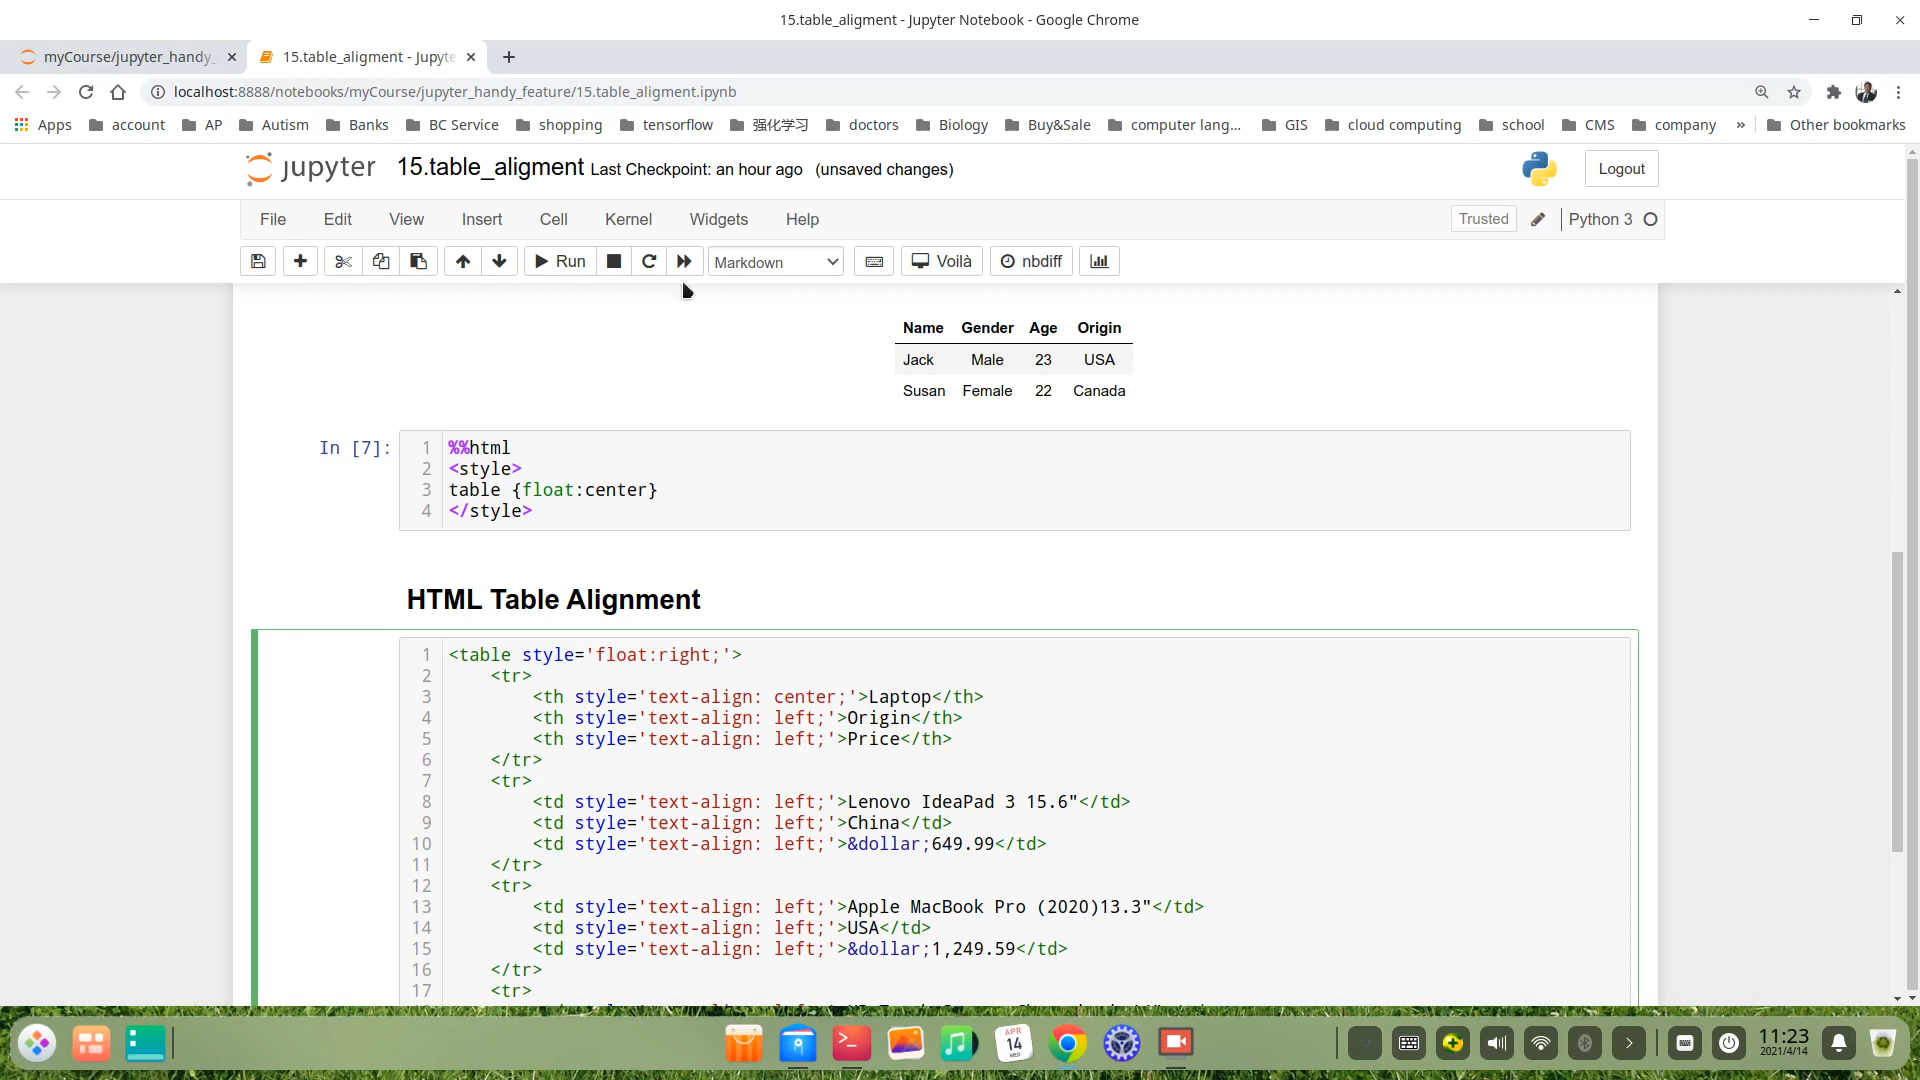 15.table_aligment - Jupyter Notebook - Google Chrome
myCourse/jupyter_handy_
15.table_aligment - Jupyte
localhost:8888/notebooks/myCourse/jupyter_handy_feature/15.table_aligment.ipynb
Apps account AP Autism Banks BC Service shopping tensorflow 强化学习 doctors Biology Buy&Sale computer lang... GIS cloud computing school CMS company » Other bookmarks
jupyter 15.table_aligment Last Checkpoint: an hour ago (unsaved changes) Logout
File Edit View Insert Cell Kernel Widgets Help Trusted Python 3
Run Markdown Voilà nbdiff
Name Gender Age Origin
Jack Male 23 USA
Susan Female 22 Canada
In [7]: 1 %%html
2 <style>
3 table {float:center}
4 </style>
HTML Table Alignment
1 <table style='float:right;'>
2 <tr>
3 <th style='text-align: center;'>Laptop</th>
4 <th style='text-align: left;'>Origin</th>
5 <th style='text-align: left;'>Price</th>
6 </tr>
7 <tr>
8 <td style='text-align: left;'>Lenovo IdeaPad 3 15.6"</td>
9 <td style='text-align: left;'>China</td>
10 <td style='text-align: left;'>&dollar;649.99</td>
11 </tr>
12 <tr>
13 <td style='text-align: left;'>Apple MacBook Pro (2020)13.3"</td>
14 <td style='text-align: left;'>USA</td>
15 <td style='text-align: left;'>&dollar;1,249.59</td>
16 </tr>
17 <tr>
APR
14
WED
11:23
2021/4/14